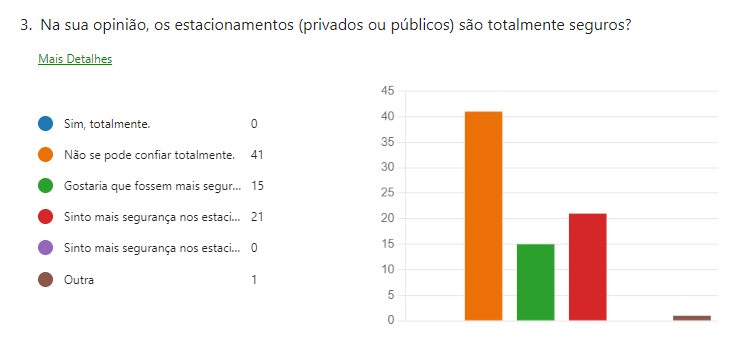 3. Na sua opinião, os estacionamentos (privados ou públicos) são totalmente seguros?
Mais Detalhes
Sim, totalmente. 0
Não se pode confiar totalmente. 41
Gostaria que fossem mais segur... 15
Sinto mais segurança nos estaci... 21
Sinto mais segurança nos estaci... 0
Outra 1
45
40
35
30
25
20
15
10
5
0